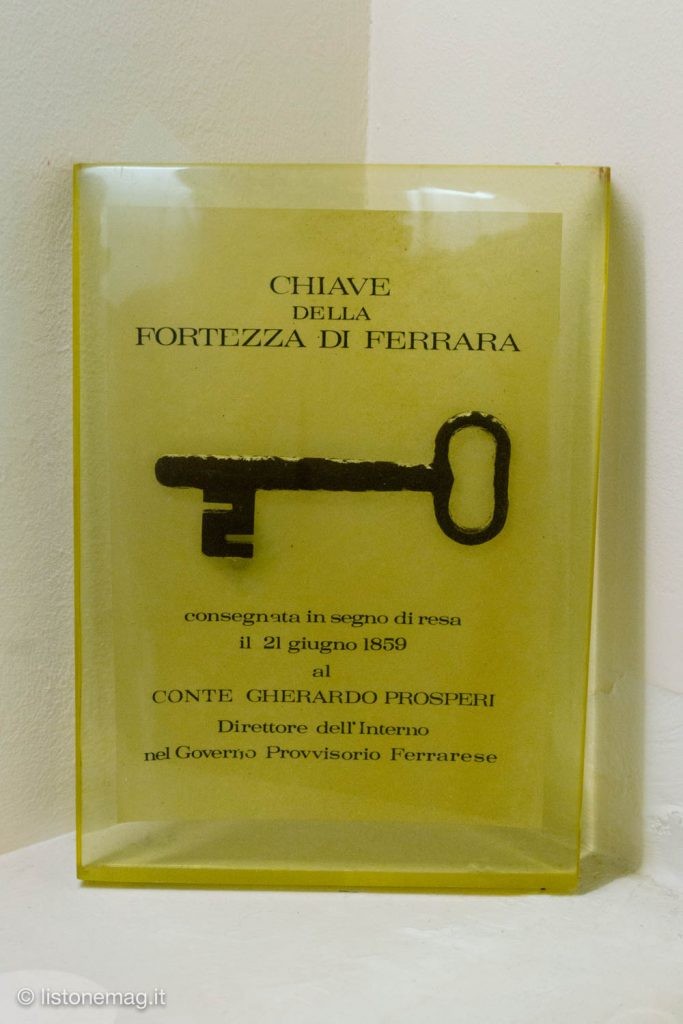 CHIAVE
DELLA
FORTEZZA DI FERRARA
consegnata in segno di resa
il 21 giugno 1859
al
CONTE GHERARDO PROSPERI
Direttore dell'Interno
nel Governo Provvisorio Ferrarese
© listonemag.it